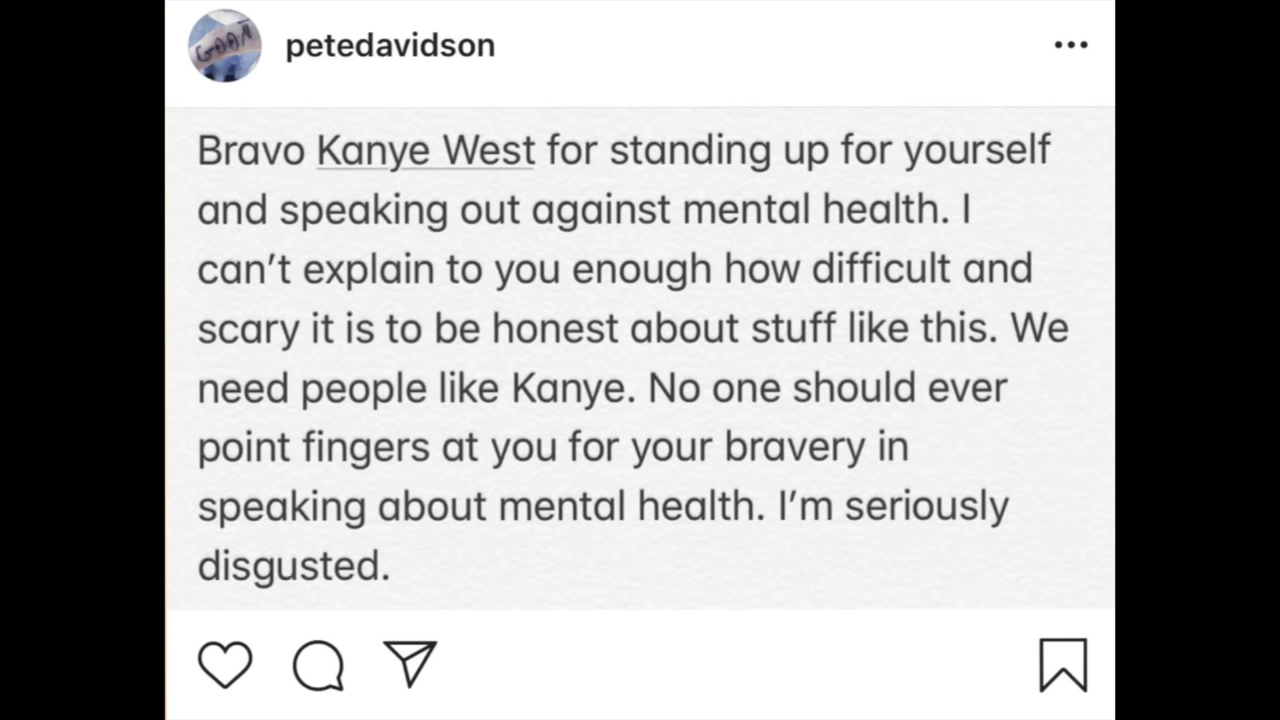 petedavidson
Bravo Kanye West for standing up for yourself
and speaking out against mental health. I
can’t explain to you enough how difficult and
scary it is to be honest about stuff like this. We
need people like Kanye. No one should ever
point fingers at you for your bravery in
speaking about mental health. I’m seriously
disgusted.